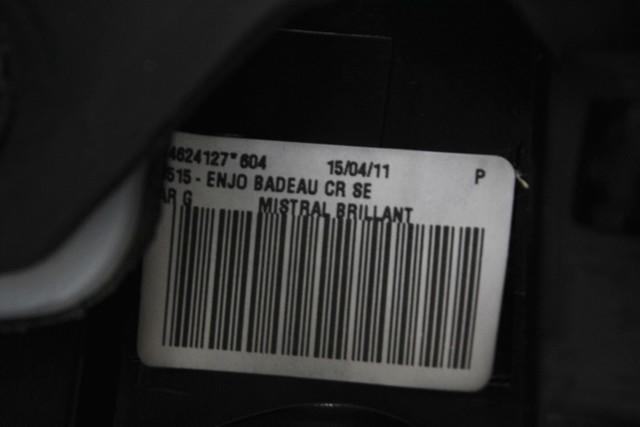 4624127"604 15/04/11 P
515 - ENJO BADEAU CR SE
AR G MISTRAL BRILLANT